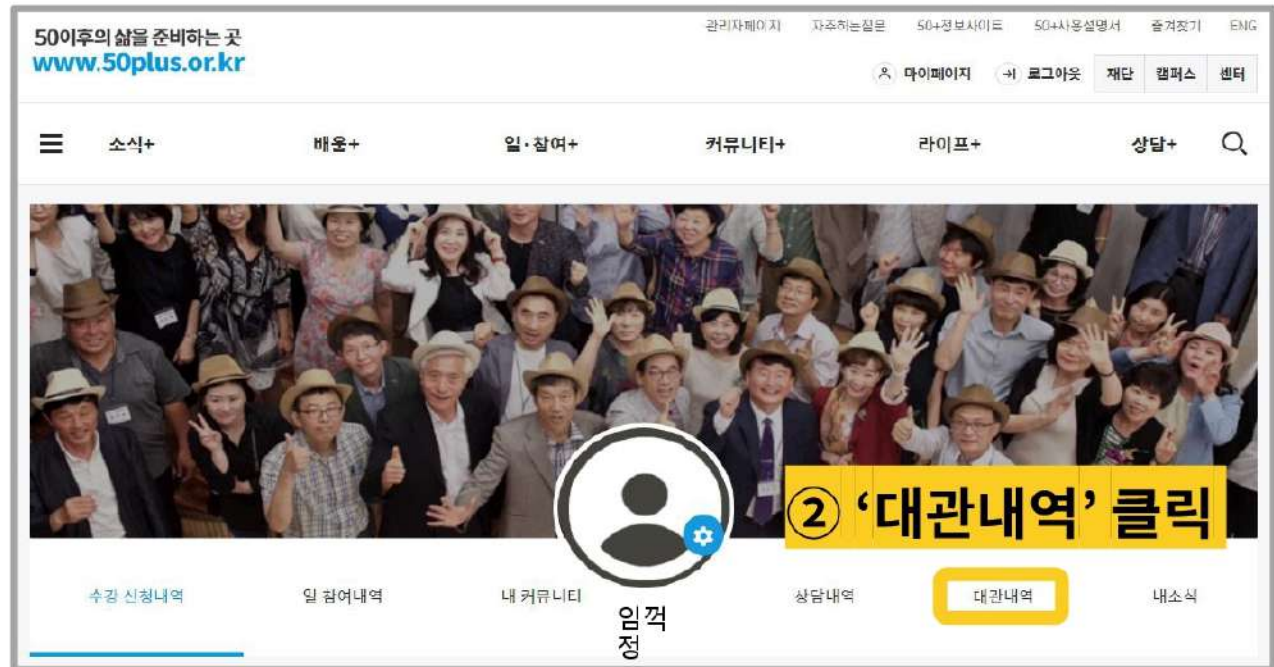 관리자페이지 자주하는질문 50+정보사이트 50+사용설명서 즐겨찾기 ENG
50이후의 삶을 준비하는 곳
www.50plus.or.kr
마이페이지 로그아웃 재단 캠퍼스 센터
소식+ 배움+ 일·참여+ 커뮤니티+ 라이프+ 상담+
② ‘대관내역’ 클릭
수강 신청내역 일 참여내역 내 커뮤니티 상담내역 대관내역 내소식
임꺽
정